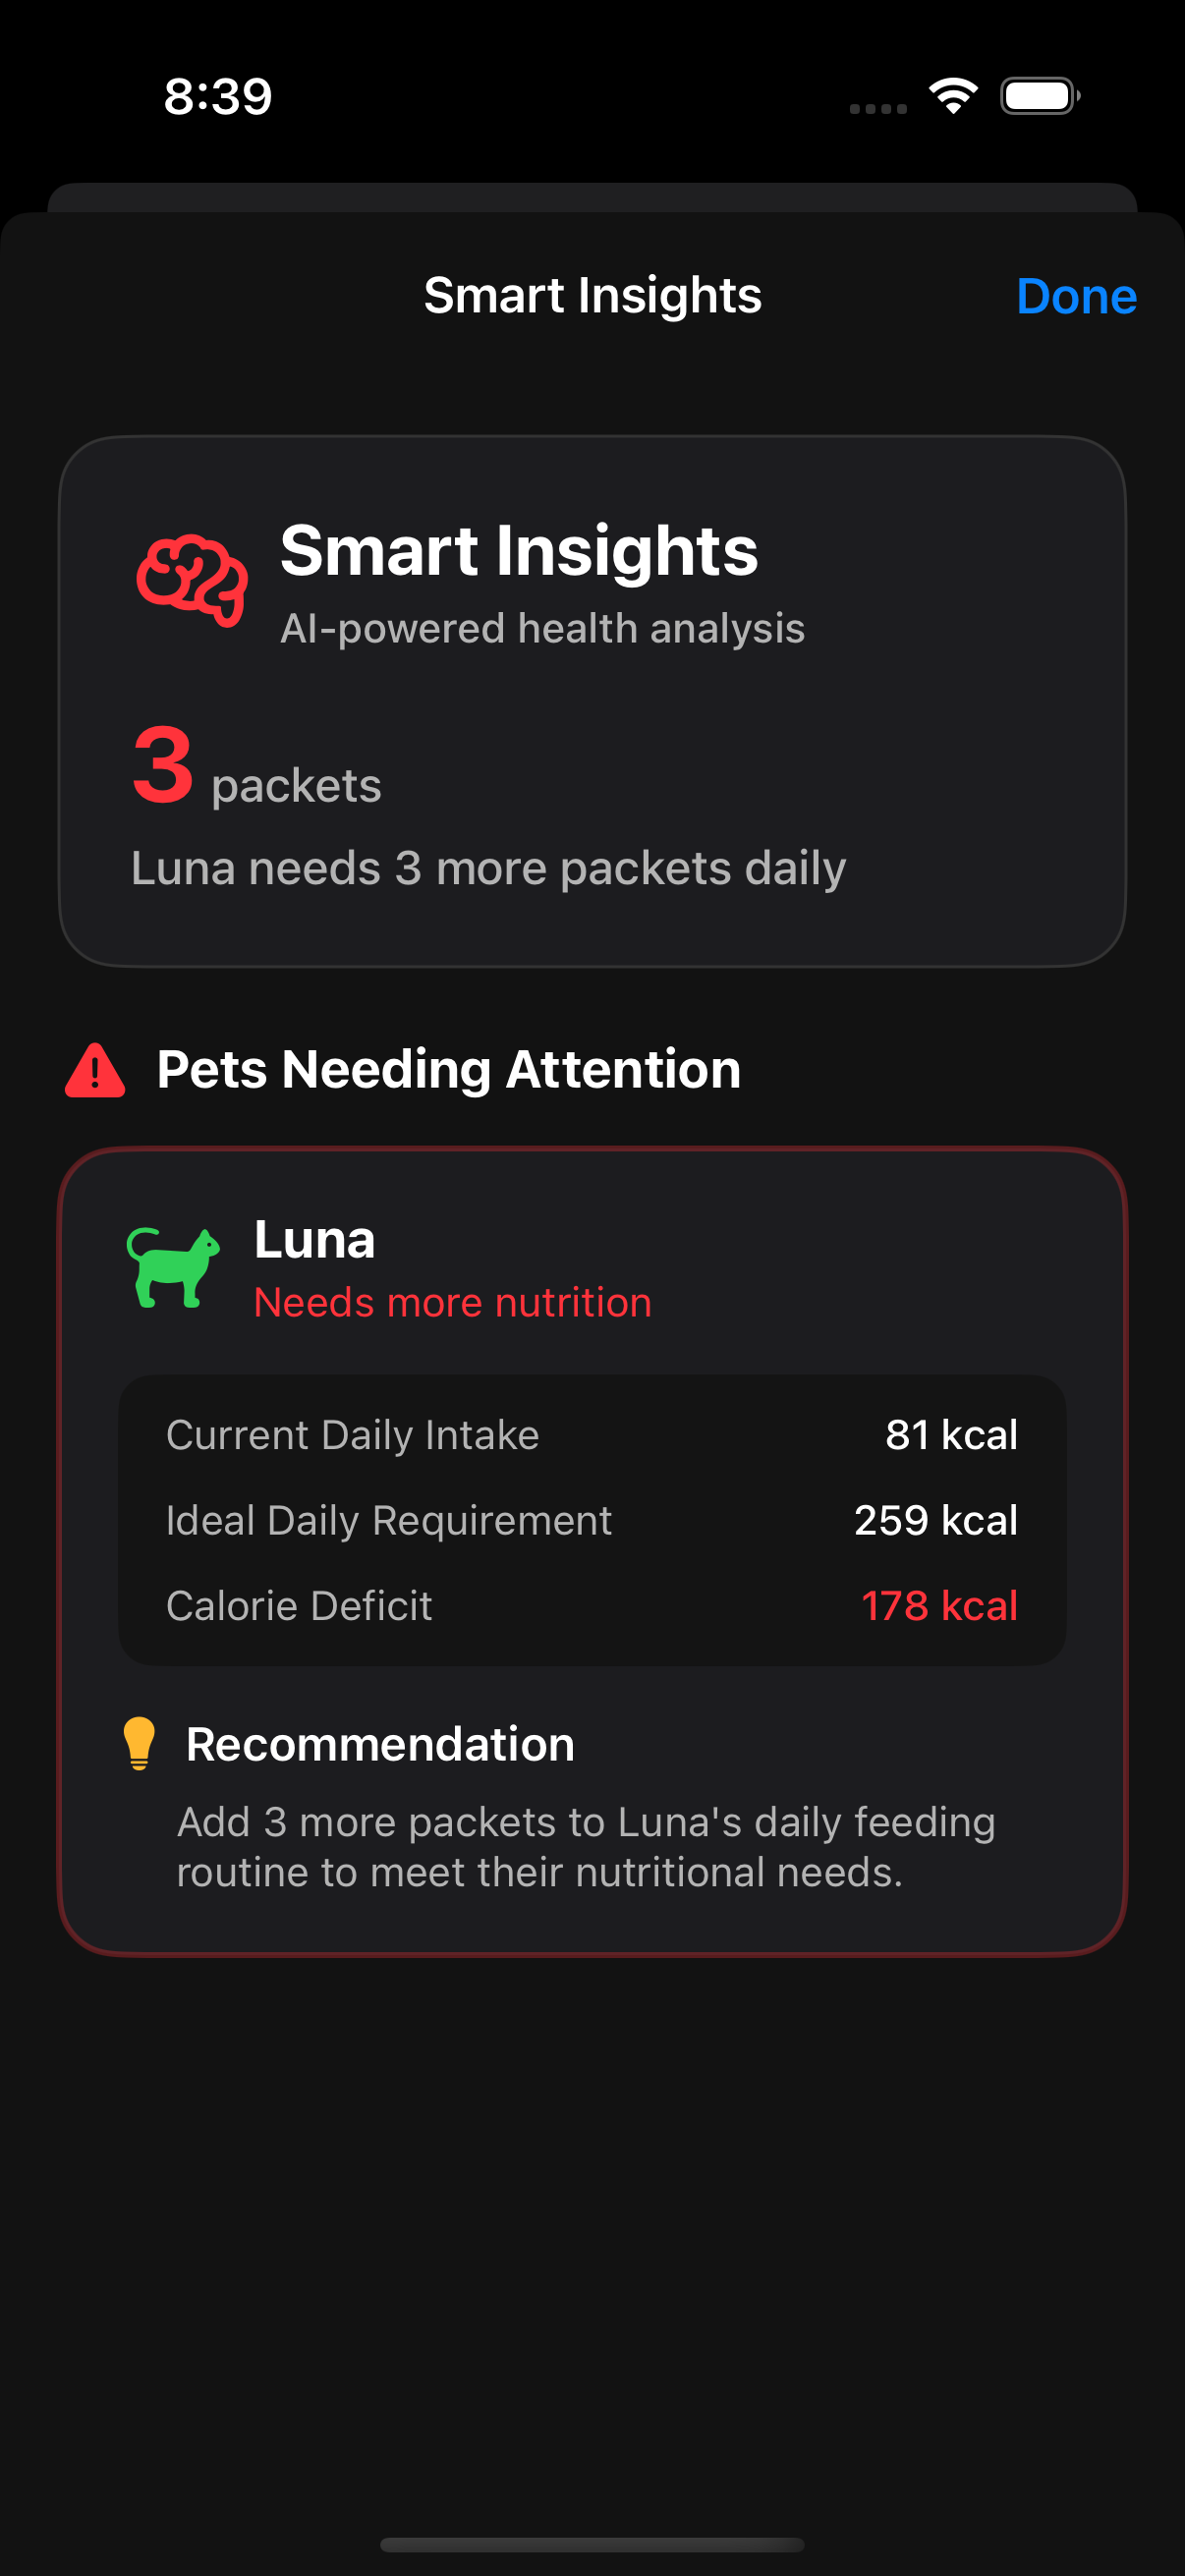 8:39
Smart Insights
Done
Smart Insights
AI-powered health analysis
3 packets
Luna needs 3 more packets daily
Pets Needing Attention
Luna
Needs more nutrition
Current Daily Intake 81 kcal
Ideal Daily Requirement 259 kcal
Calorie Deficit 178 kcal
Recommendation
Add 3 more packets to Luna's daily feeding
routine to meet their nutritional needs.